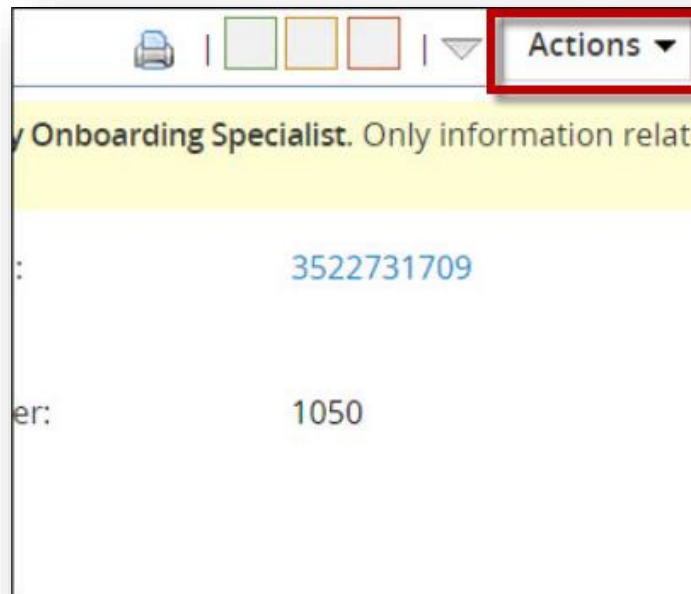 Actions
y Onboarding Specialist. Only information relat
: 3522731709
er: 1050